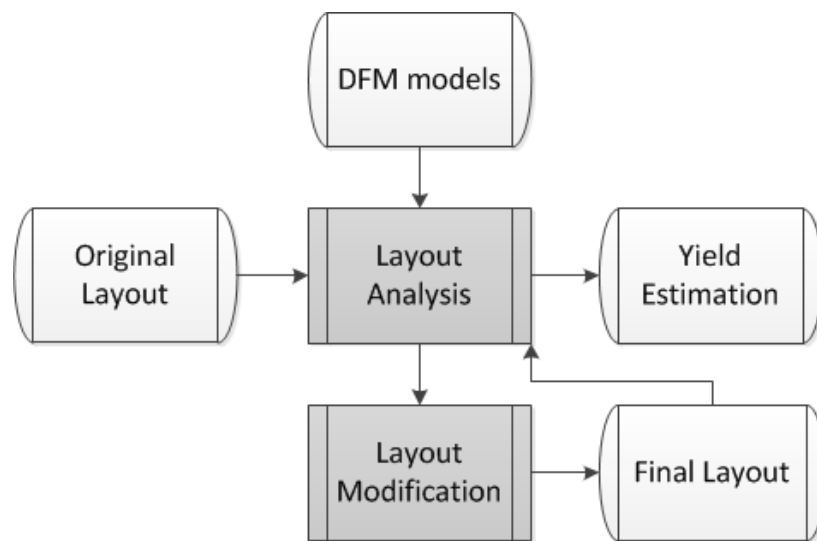 DFM models
Original
Layout
Layout
Analysis
Yield
Estimation
Layout
Modification
Final Layout